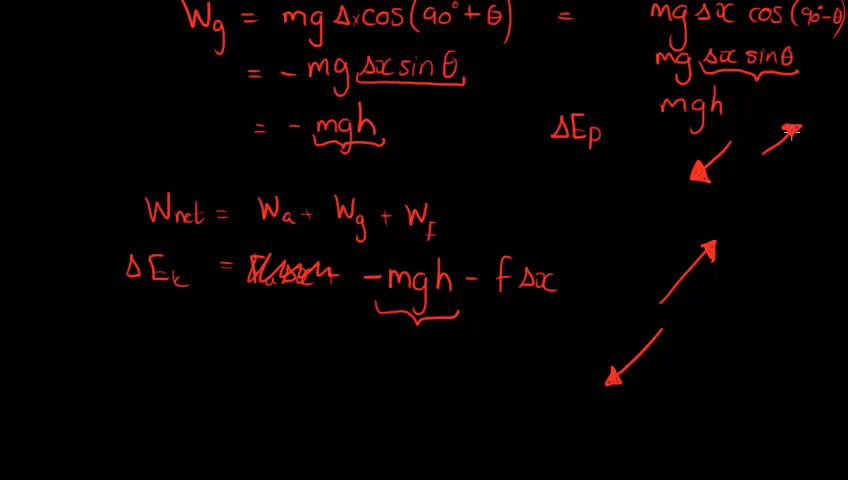 Wg = mg Δx cos(90° + θ) = mg Δx cos(90° - θ)
= - mg Δx sin θ mg Δx sin θ
= - mgh ΔEp mgh
Wnet = Wa + Wg + Wf
ΔEk = - mgh - f Δx